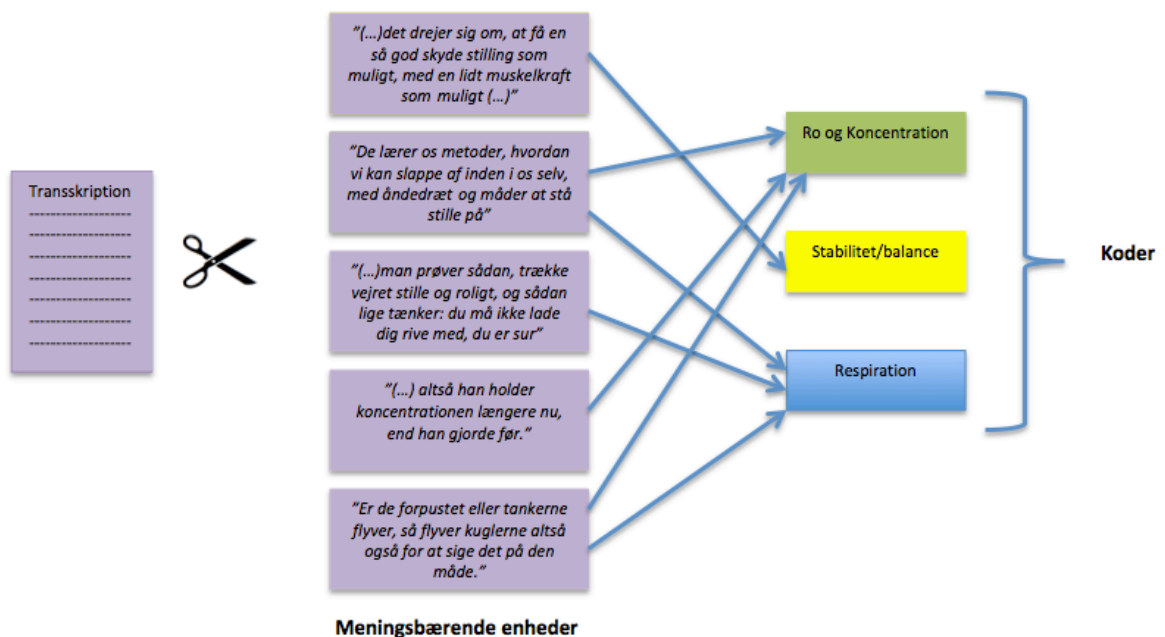 Transskription
--------------------
--------------------
--------------------
--------------------
--------------------
--------------------
--------------------
"(…)det drejer sig om, at få en
så god skyde stilling som
muligt, med en lidt muskelkraft
som muligt (…)"
"De lærer os metoder, hvordan
vi kan slappe af inden i os selv,
med åndedræt og måder at stå
stille på"
"(…)man prøver sådan, trække
vejret stille og roligt, og sådan
lige tænker: du må ikke lade
dig rive med, du er sur"
"(…) altså han holder
koncentrationen længere nu,
end han gjorde før."
"Er de forpustet eller tankerne
flyver, så flyver kuglerne altså
også for at sige det på den
måde."
Meningsbærende enheder
Ro og Koncentration
Stabilitet/balance
Respiration
Koder